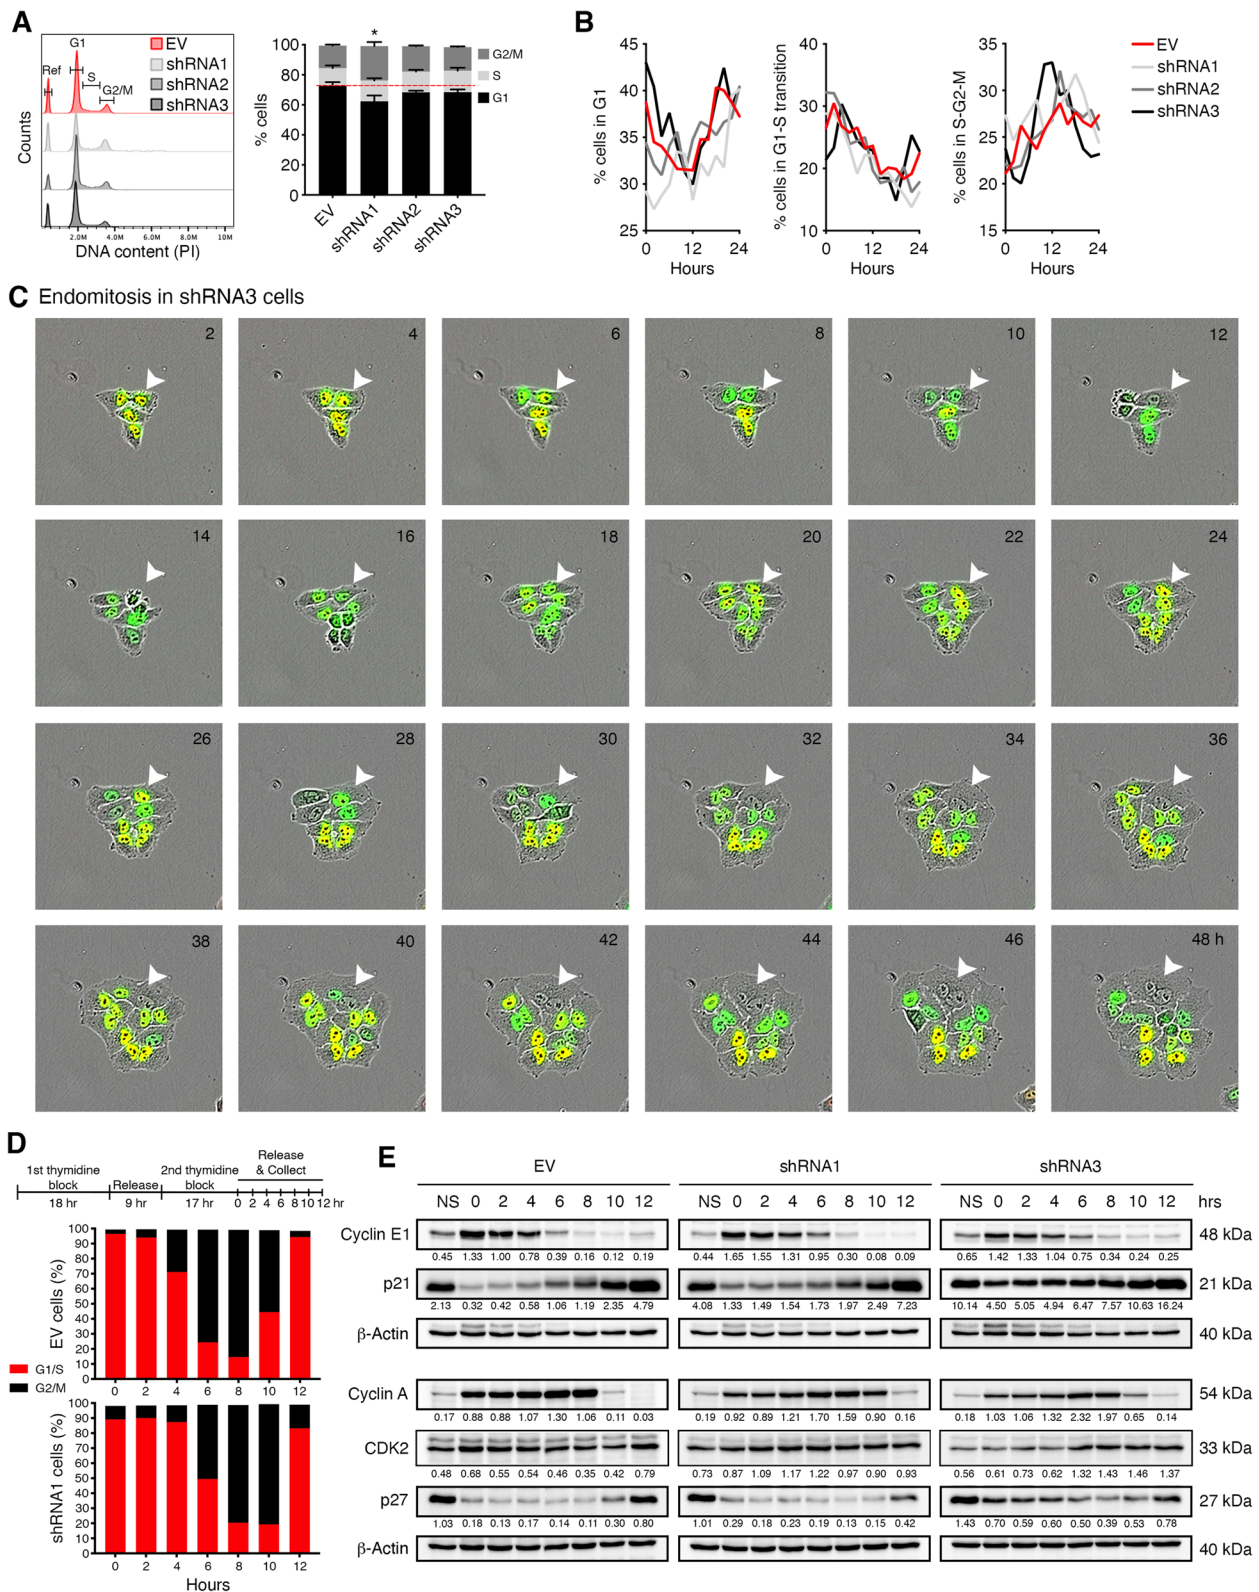 A
Ref
G1
S
G2/M
EV
shRNA1
shRNA2
shRNA3
Counts
2.0M 4.0M 6.0M 8.0M 10M
DNA content (PI)
*
% cells
100
80
60
40
20
0
G2/M
S
G1
EV
shRNA1
shRNA2
shRNA3
B
% cells in G1
45
40
35
30
25
0 12 24
Hours
% cells in G1-S transition
40
30
20
10
0 12 24
Hours
% cells in S-G2-M
35
30
25
20
15
0 12 24
Hours
EV
shRNA1
shRNA2
shRNA3
C Endomitosis in shRNA3 cells
2 4 6 8 10 12
14 16 18 20 22 24
26 28 30 32 34 36
38 40 42 44 46 48 h
D
1st thymidine block
Release
2nd thymidine block
Release & Collect
18 hr 9 hr 17 hr 0 2 4 6 8 10 12 hr
EV cells (%)
100
90
80
70
60
50
40
30
20
10
0
0 2 4 6 8 10 12
G1/S
G2/M
shRNA1 cells (%)
100
90
80
70
60
50
40
30
20
10
0
0 2 4 6 8 10 12
Hours
E
EV shRNA1 shRNA3
NS 0 2 4 6 8 10 12 NS 0 2 4 6 8 10 12 NS 0 2 4 6 8 10 12 hrs
Cyclin E1 48 kDa
0.45 1.33 1.00 0.78 0.39 0.16 0.12 0.19 0.44 1.65 1.55 1.31 0.95 0.30 0.08 0.09 0.65 1.42 1.33 1.04 0.75 0.34 0.24 0.25
p21 21 kDa
2.13 0.32 0.42 0.58 1.06 1.19 2.35 4.79 4.08 1.33 1.49 1.54 1.73 1.97 2.49 7.23 10.14 4.50 5.05 4.94 6.47 7.57 10.63 16.24
β-Actin 40 kDa
Cyclin A 54 kDa
0.17 0.88 0.88 1.07 1.30 1.06 0.11 0.03 0.19 0.92 0.89 1.21 1.70 1.59 0.90 0.16 0.18 1.03 1.06 1.32 2.32 1.97 0.65 0.14
CDK2 33 kDa
0.48 0.68 0.55 0.54 0.46 0.35 0.42 0.79 0.73 0.87 1.09 1.17 1.22 0.97 0.90 0.93 0.56 0.61 0.73 0.62 1.32 1.43 1.46 1.37
p27 27 kDa
1.03 0.18 0.13 0.17 0.14 0.11 0.30 0.80 1.01 0.29 0.18 0.23 0.19 0.13 0.15 0.42 1.43 0.70 0.59 0.60 0.50 0.39 0.53 0.78
β-Actin 40 kDa